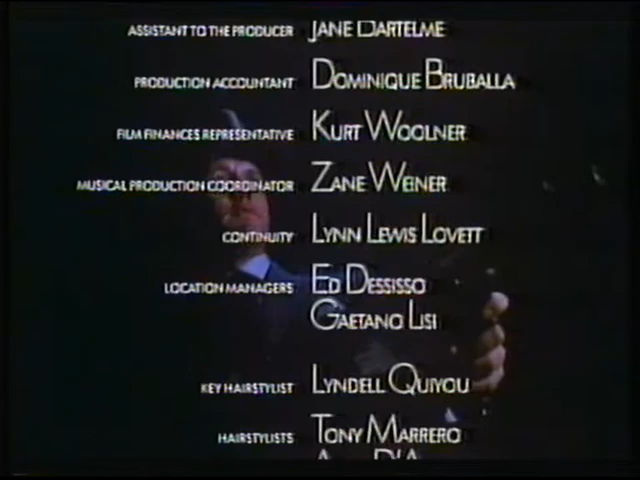 ASSISTANT TO THE PRODUCER JANE DARTELME
PRODUCTION ACCOUNTANT DOMINIQUE BRUBALLA
FILM FINANCES REPRESENTATIVE KURT WOOLNER
MUSICAL PRODUCTION COORDINATOR ZANE WEINER
CONTINUITY LYNN LEWIS LOVETT
LOCATION MANAGERS ED DESSISSO
GAETANO LISI
KEY HAIRSTYLIST LYNDELL QUIYOU
HAIRSTYLISTS TONY MARRERO